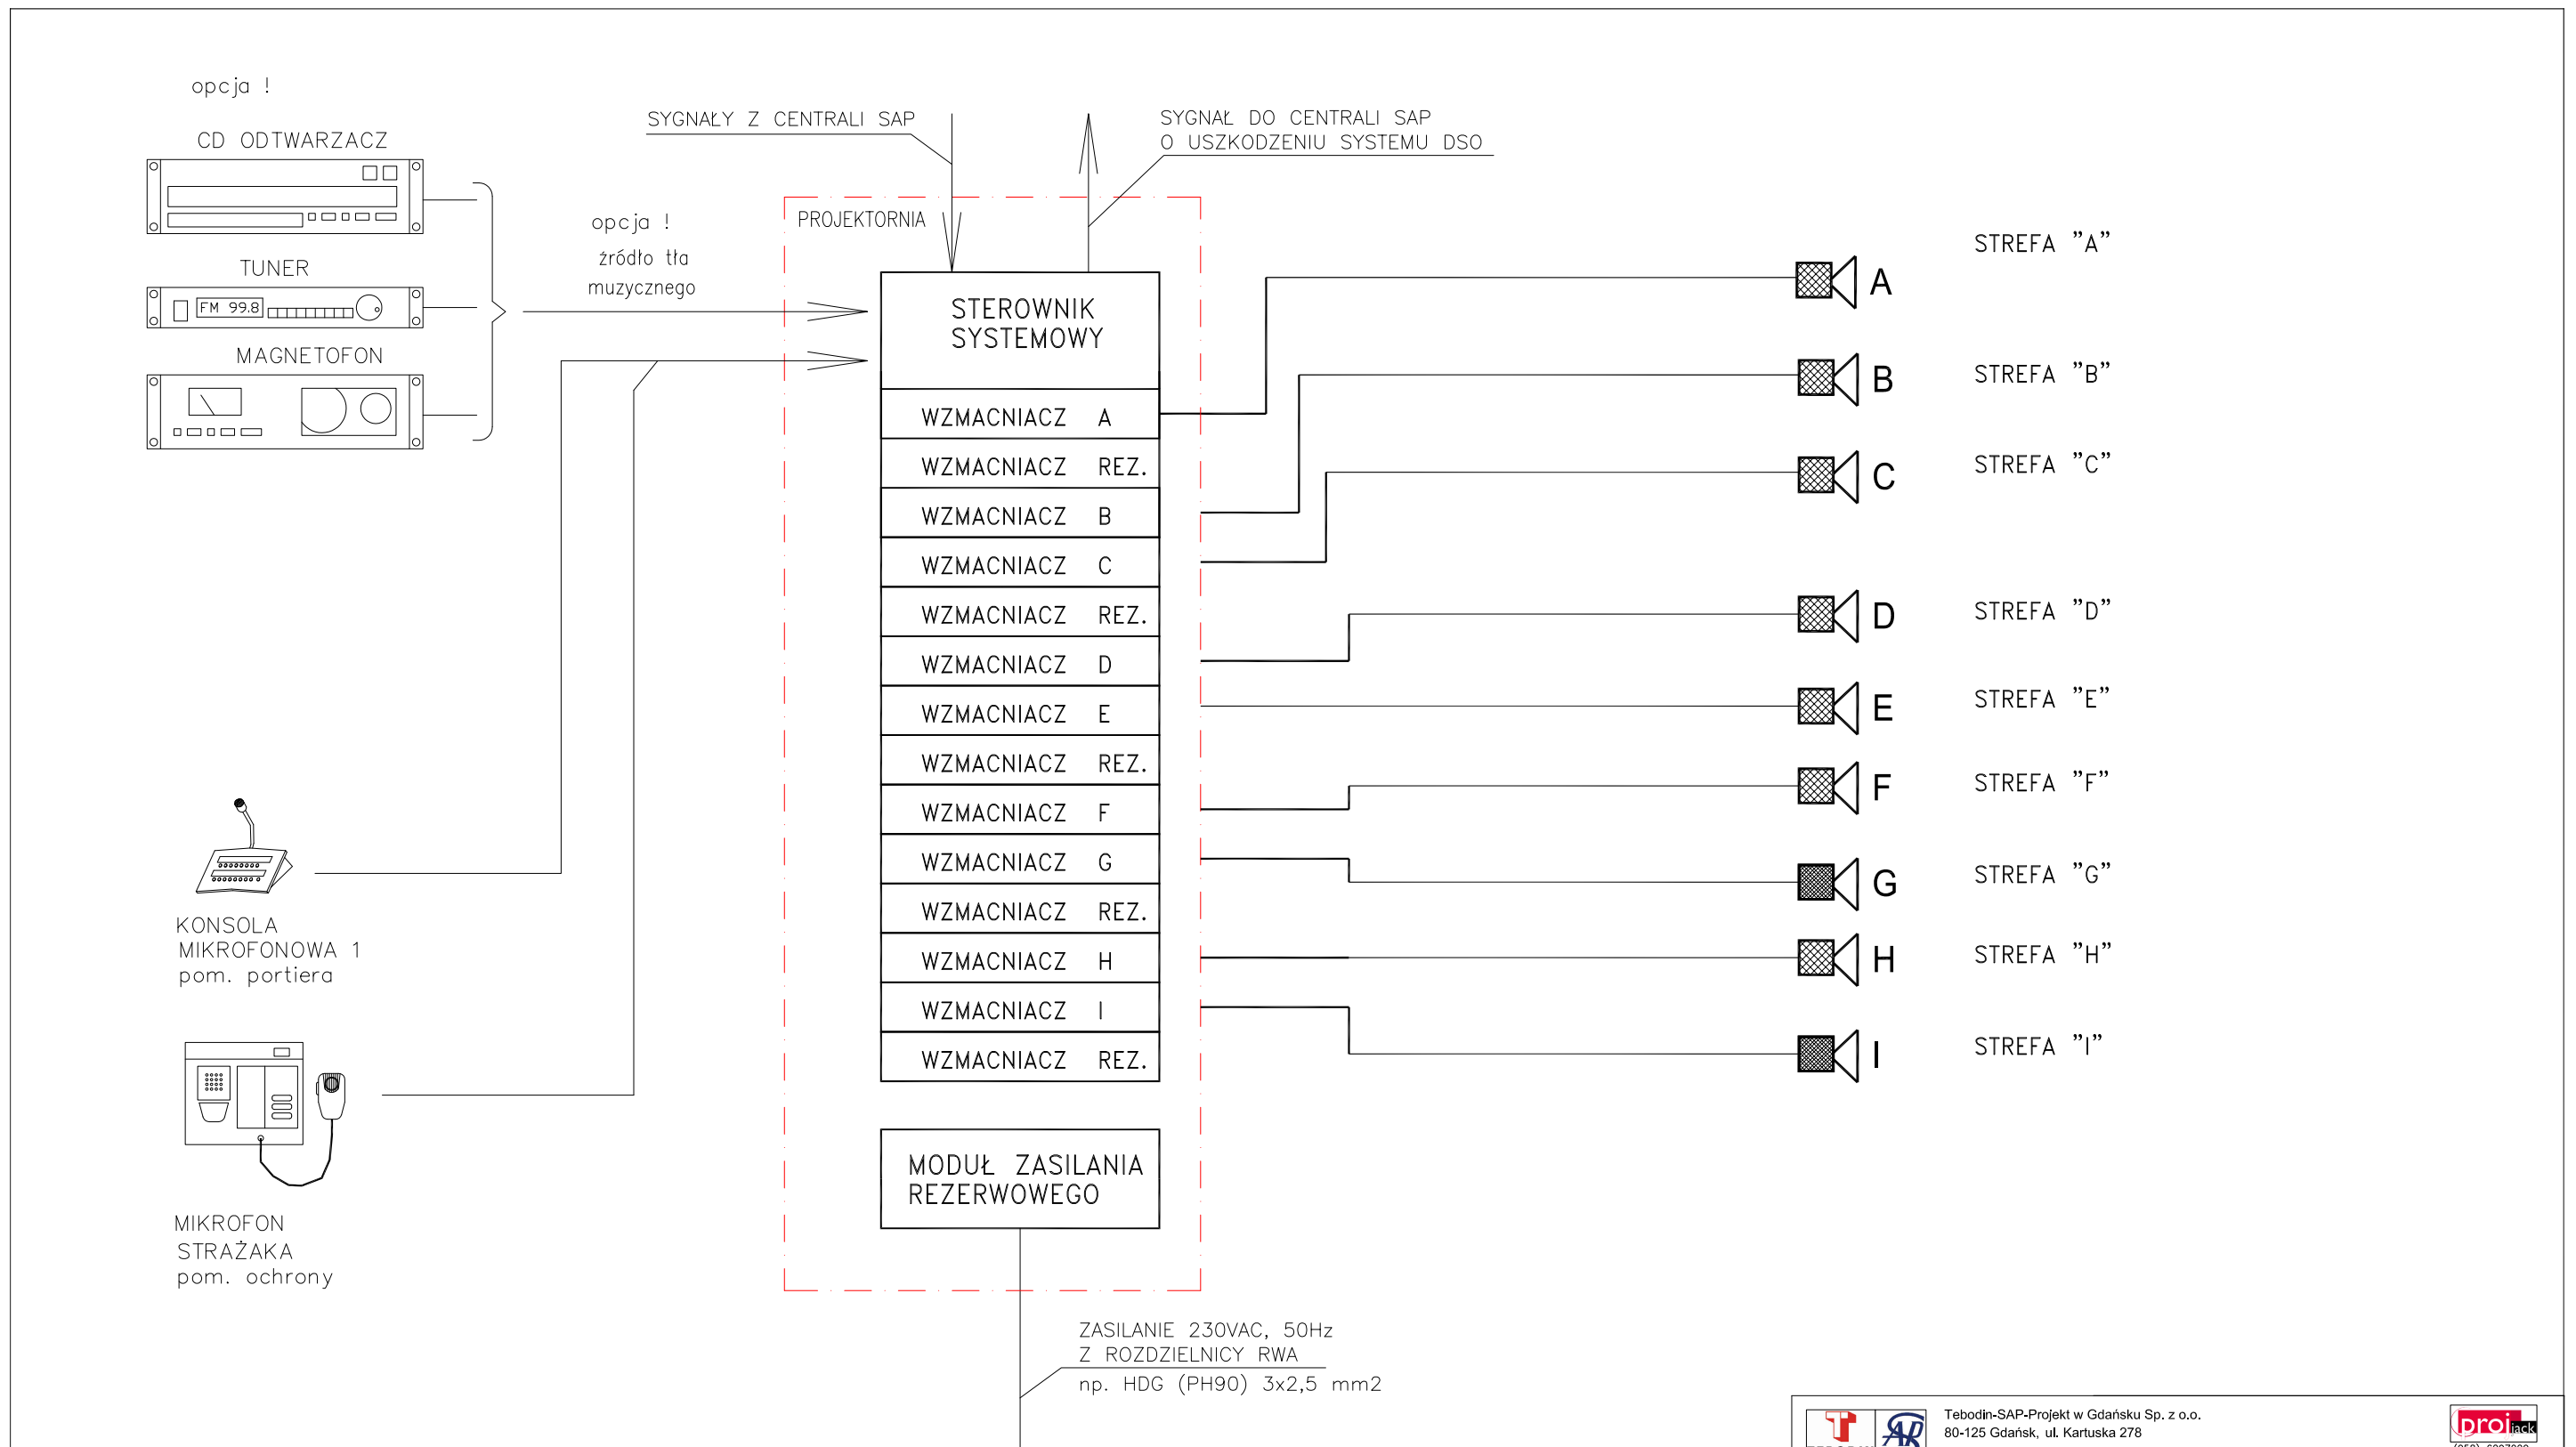 opcja !
CD ODTWARZACZ
TUNER
FM 99.8
MAGNETOFON
opcja !
źródło tła
muzycznego
SYGNAŁY Z CENTRALI SAP
SYGNAŁ DO CENTRALI SAP
O USZKODZENIU SYSTEMU DSO
PROJEKTORNIA
STEROWNIK
SYSTEMOWY
WZMACNIACZ A
WZMACNIACZ REZ.
WZMACNIACZ B
WZMACNIACZ C
WZMACNIACZ REZ.
WZMACNIACZ D
WZMACNIACZ E
WZMACNIACZ REZ.
WZMACNIACZ F
WZMACNIACZ G
WZMACNIACZ REZ.
WZMACNIACZ H
WZMACNIACZ I
WZMACNIACZ REZ.
MODUŁ ZASILANIA
REZERWOWEGO
KONSOLA
MIKROFONOWA 1
pom. portiera
MIKROFON
STRAŻAKA
pom. ochrony
A STREFA "A"
B STREFA "B"
C STREFA "C"
D STREFA "D"
E STREFA "E"
F STREFA "F"
G STREFA "G"
H STREFA "H"
I STREFA "I"
ZASILANIE 230VAC, 50Hz
Z ROZDZIELNICY RWA
np. HDG (PH90) 3x2,5 mm2
Tebodin-SAP-Projekt w Gdańsku Sp. z o.o.
80-125 Gdańsk, ul. Kartuska 278
proj jack